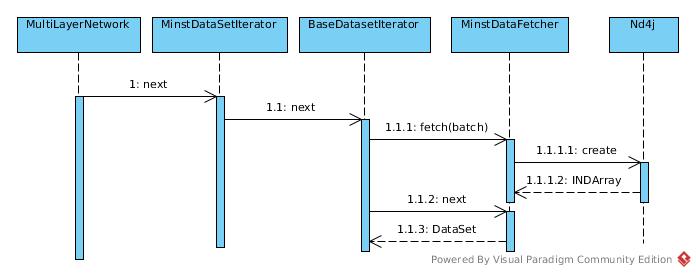 MultiLayerNetwork
MinstDataSetIterator
BaseDatasetIterator
MinstDataFetcher
Nd4j
1: next
1.1: next
1.1.1: fetch(batch)
1.1.1.1: create
1.1.1.2: INDArray
1.1.2: next
1.1.3: DataSet
Powered By Visual Paradigm Community Edition